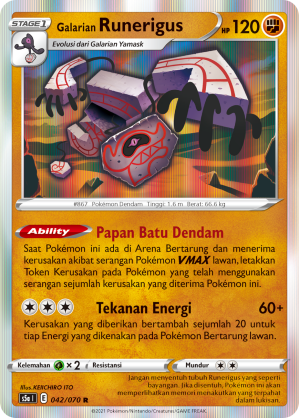 STAGE 1 Galarian Runerigus HP 120
Evolusi dari Galarian Yamask
#867 Pokémon Dendam Tinggi: 1.6 m Berat: 66.6 kg
Ability Papan Batu Dendam
Saat Pokémon ini ada di Arena Bertarung dan menerima
kerusakan akibat serangan Pokémon VMAX lawan, letakkan
Token Kerusakan pada Pokémon yang telah menggunakan
serangan sejumlah kerusakan yang diterima Pokémon ini.
Tekanan Energi 60+
Kerusakan yang diberikan bertambah sejumlah 20 untuk
tiap Energy yang dikenakan pada Pokémon Bertarung lawan.
Kelemahan ×2 Resistansi Mundur
Illus. KEIICHIRO ITO
s5a I E 042/070 R
Jangan menyentuh tubuh Runerigus yang seperti
bayangan. Jika disentuh, Pokémon ini akan
memperlihatkan memori menakutkan yang terpahat
dalam lukisan.
©2021 Pokémon/Nintendo/Creatures/GAME FREAK.